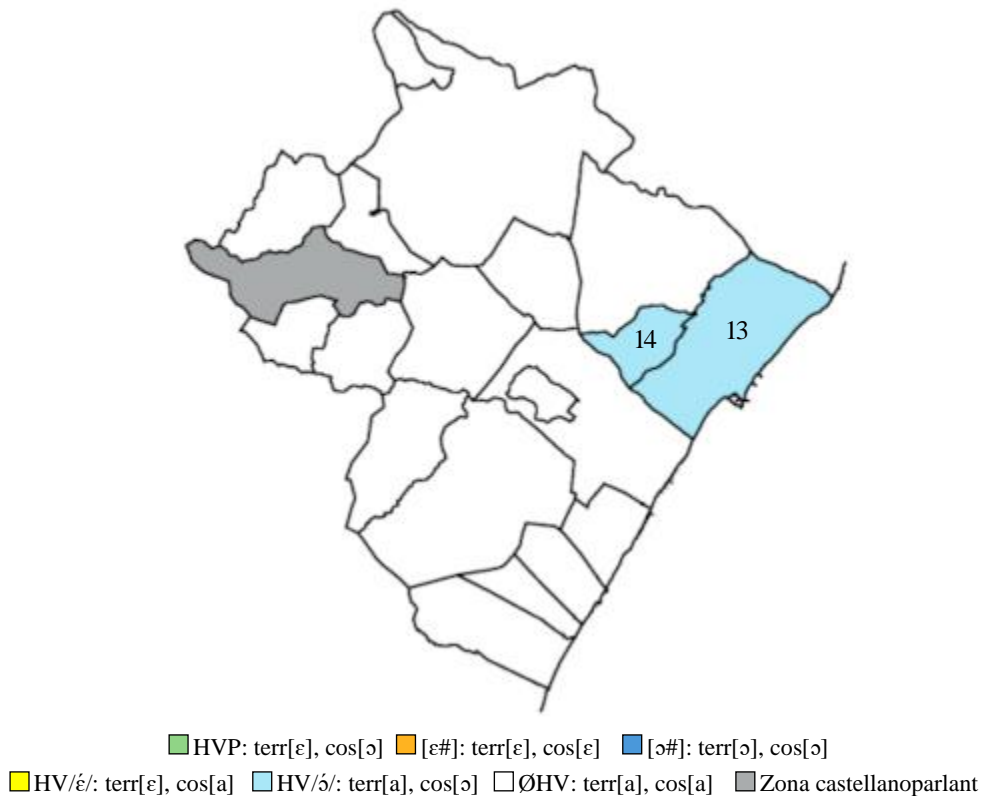 13
14
HVP: terr[ɛ], cos[ɔ] [ɛ#]: terr[ɛ], cos[ɛ] [ɔ#]: terr[ɔ], cos[ɔ]
HV/ɛ́/: terr[ɛ], cos[a] HV/ɔ́/: terr[a], cos[ɔ] ØHV: terr[a], cos[a] Zona castellanoparlant